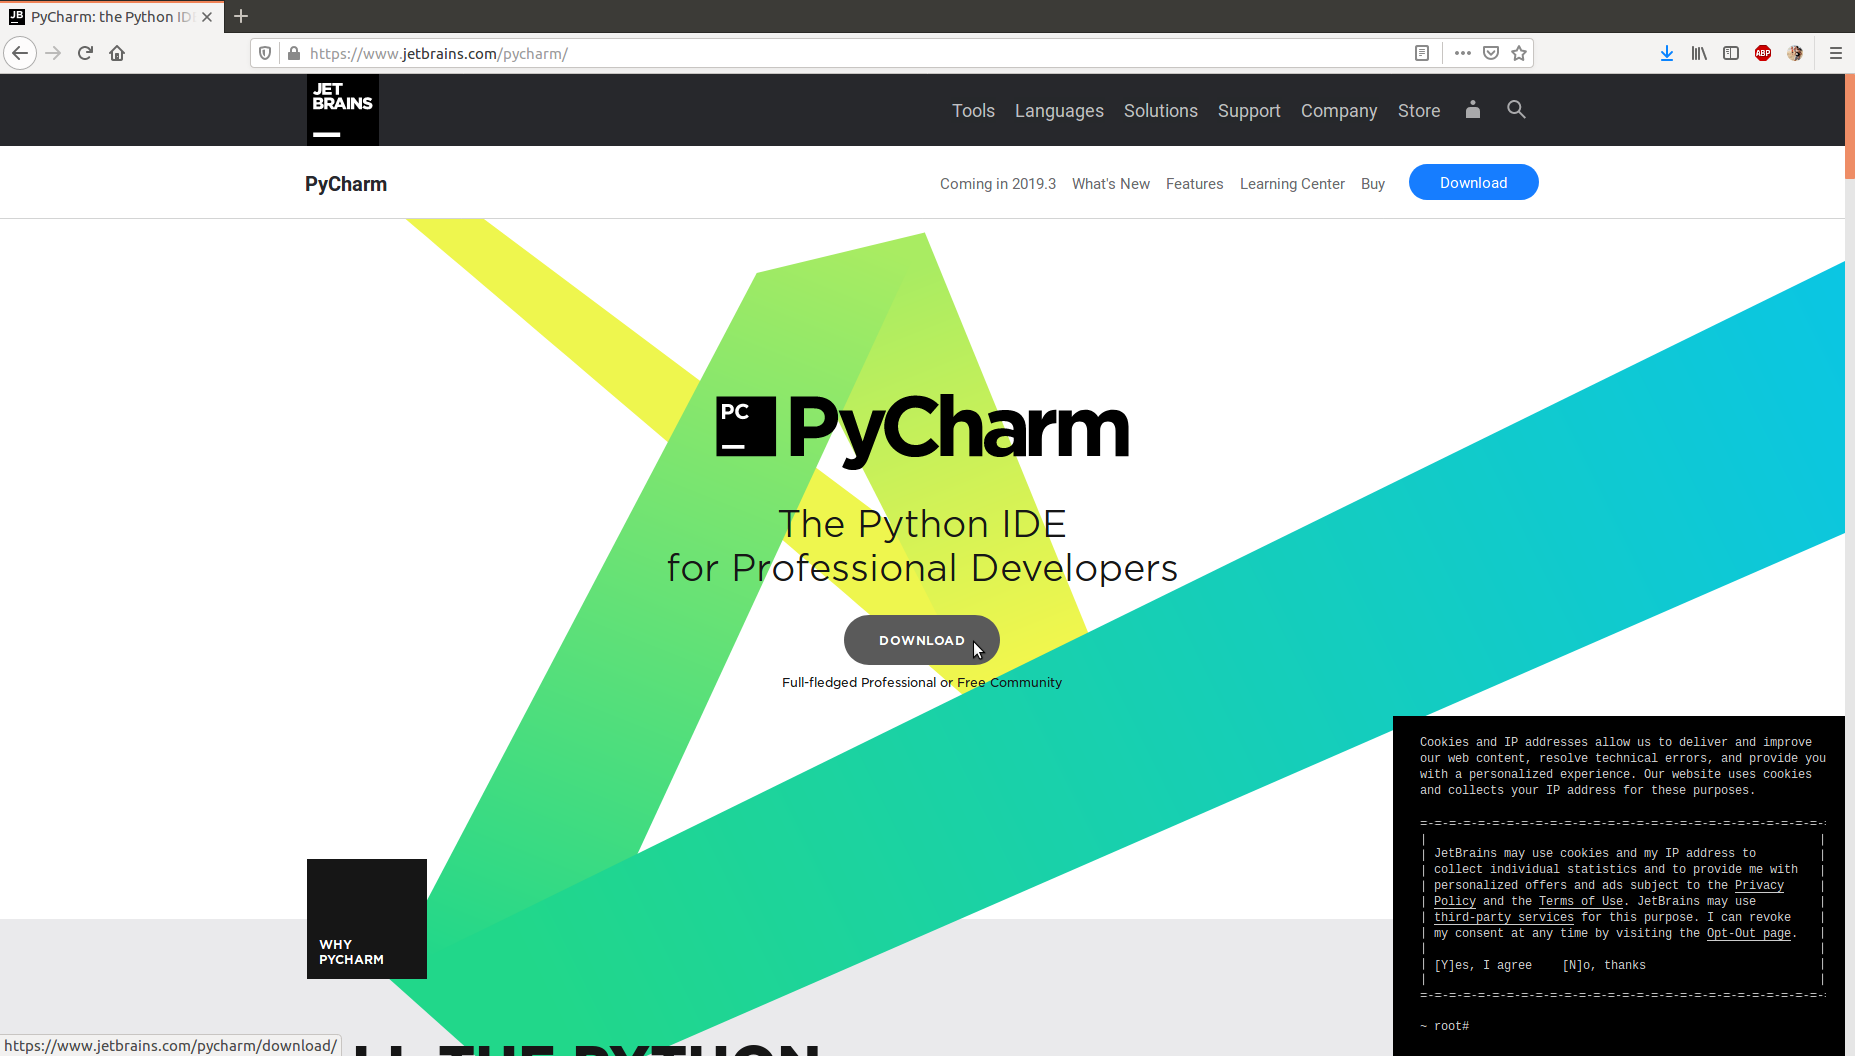 JB PyCharm: the Python ID
https://www.jetbrains.com/pycharm/
ABP
JET
BRAINS
Tools Languages Solutions Support Company Store
PyCharm
Coming in 2019.3 What's New Features Learning Center Buy Download
PC PyCharm
The Python IDE
for Professional Developers
DOWNLOAD
Full-fledged Professional or Free Community
Cookies and IP addresses allow us to deliver and improve
our web content, resolve technical errors, and provide you
with a personalized experience. Our website uses cookies
and collects your IP address for these purposes.
JetBrains may use cookies and my IP address to
collect individual statistics and to provide me with
personalized offers and ads subject to the Privacy
Policy and the Terms of Use. JetBrains may use
third-party services for this purpose. I can revoke
my consent at any time by visiting the Opt-Out page.
[Y]es, I agree [N]o, thanks
~ root#
WHY
PYCHARM
THE PYTHON
https://www.jetbrains.com/pycharm/download/